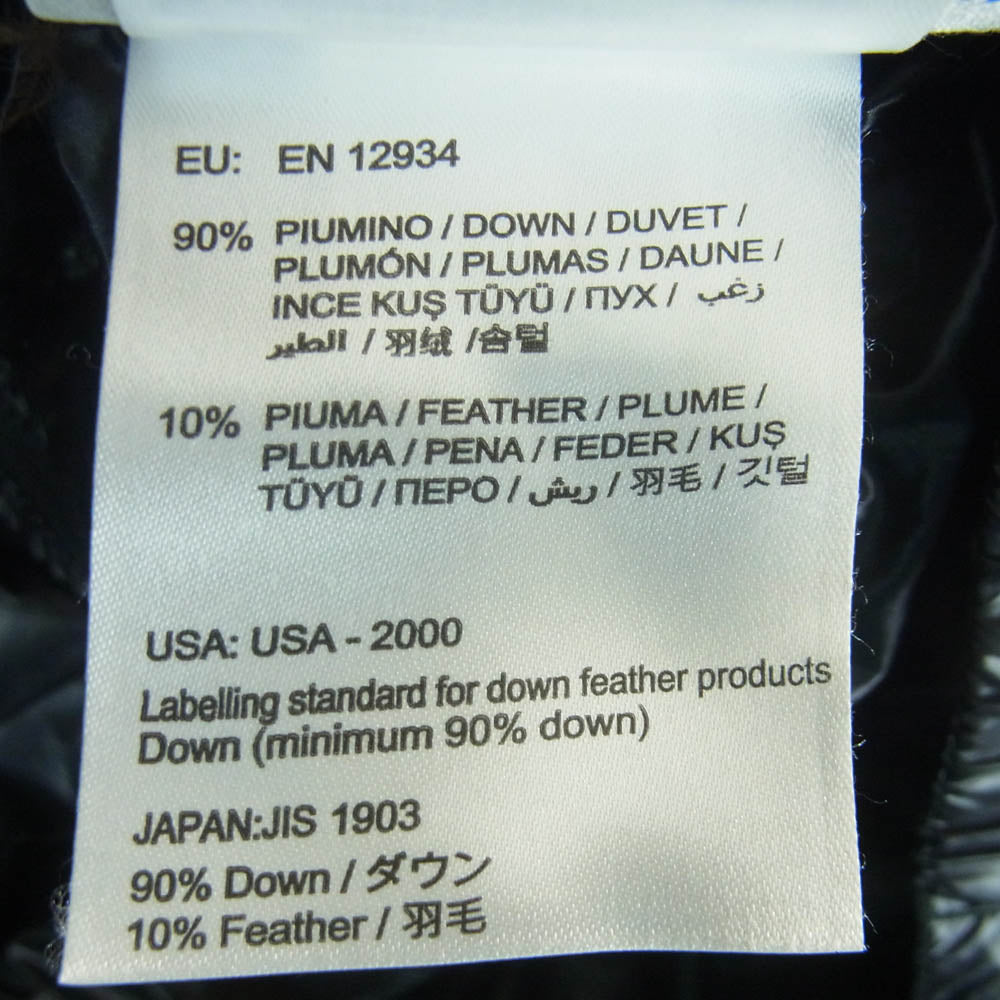 EU: EN 12934
90% PIUMINO / DOWN / DUVET /
PLUMÓN / PLUMAS / DAUNE /
INCE KUŞ TÜYÜ / ПУХ / زغب
الطير / 羽绒 /솜털
10% PIUMA / FEATHER / PLUME /
PLUMA / PENA / FEDER / KUŞ
TÜYÜ / ПЕРО / ريش / 羽毛 / 깃털
USA: USA - 2000
Labelling standard for down feather products
Down (minimum 90% down)
JAPAN:JIS 1903
90% Down / ダウン
10% Feather / 羽毛